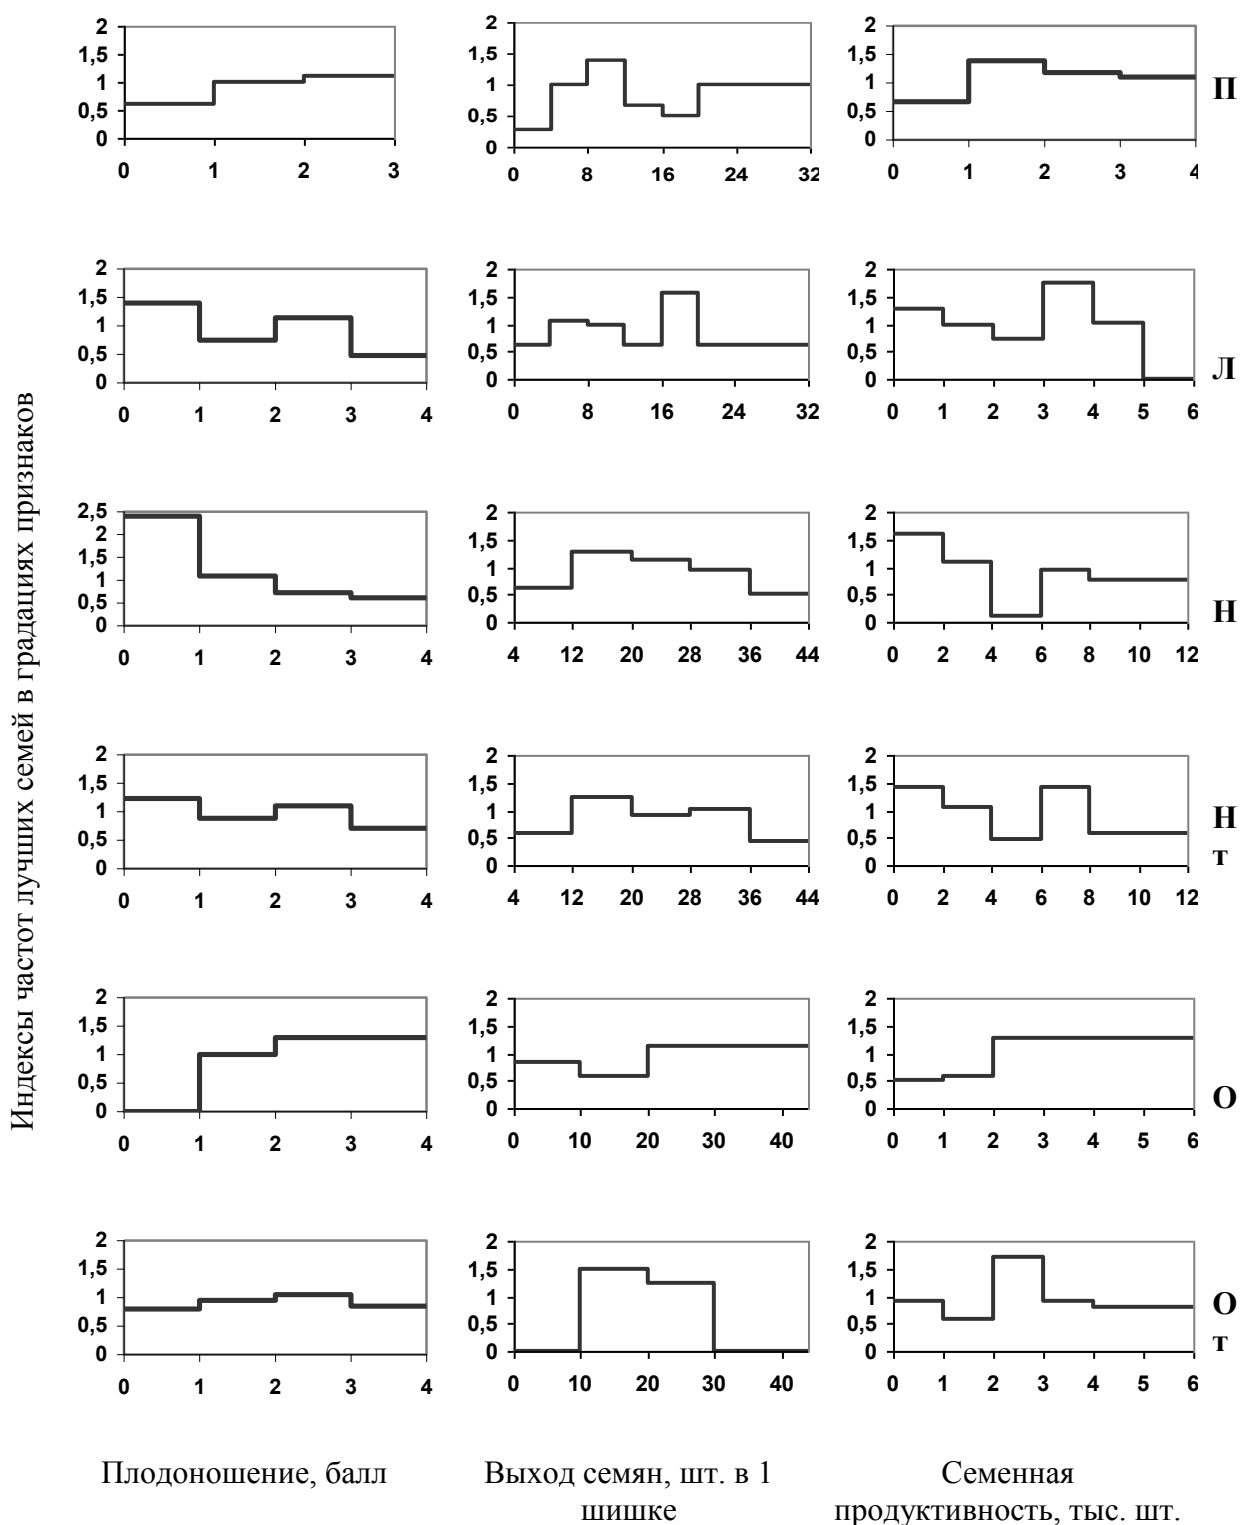 2 2 2
1,5 1,5 1,5
1 1 1 П
0,5 0,5 0,5
0 0 0
0 1 2 3 0 8 16 24 32 0 1 2 3 4
2 2 2
1,5 1,5 1,5
1 1 1
0,5 0,5 0,5 Л
0 0 0
0 1 2 3 4 0 8 16 24 32 0 1 2 3 4 5 6
Индексы частот лучших семей в градациях признаков
2,5 2 2
2 1,5 1,5
1,5 1 1
1 0,5 0,5 Н
0,5 0 0
0
0 1 2 3 4 4 12 20 28 36 44 0 2 4 6 8 10 12
2 2 2
1,5 1,5 1,5
1 1 1 Н
0,5 0,5 0,5 т
0 0 0
0 1 2 3 4 4 12 20 28 36 44 0 2 4 6 8 10 12
2 2 2
1,5 1,5 1,5
1 1 1
0,5 0,5 0,5 О
0 0 0
0 1 2 3 4 0 10 20 30 40 0 1 2 3 4 5 6
2 2 2
1,5 1,5 1,5
1 1 1 О
0,5 0,5 0,5 т
0 0 0
0 1 2 3 4 0 10 20 30 40 0 1 2 3 4 5 6
Плодоношение, балл Выход семян, шт. в 1 Семенная
шишке продуктивность, тыс. шт.